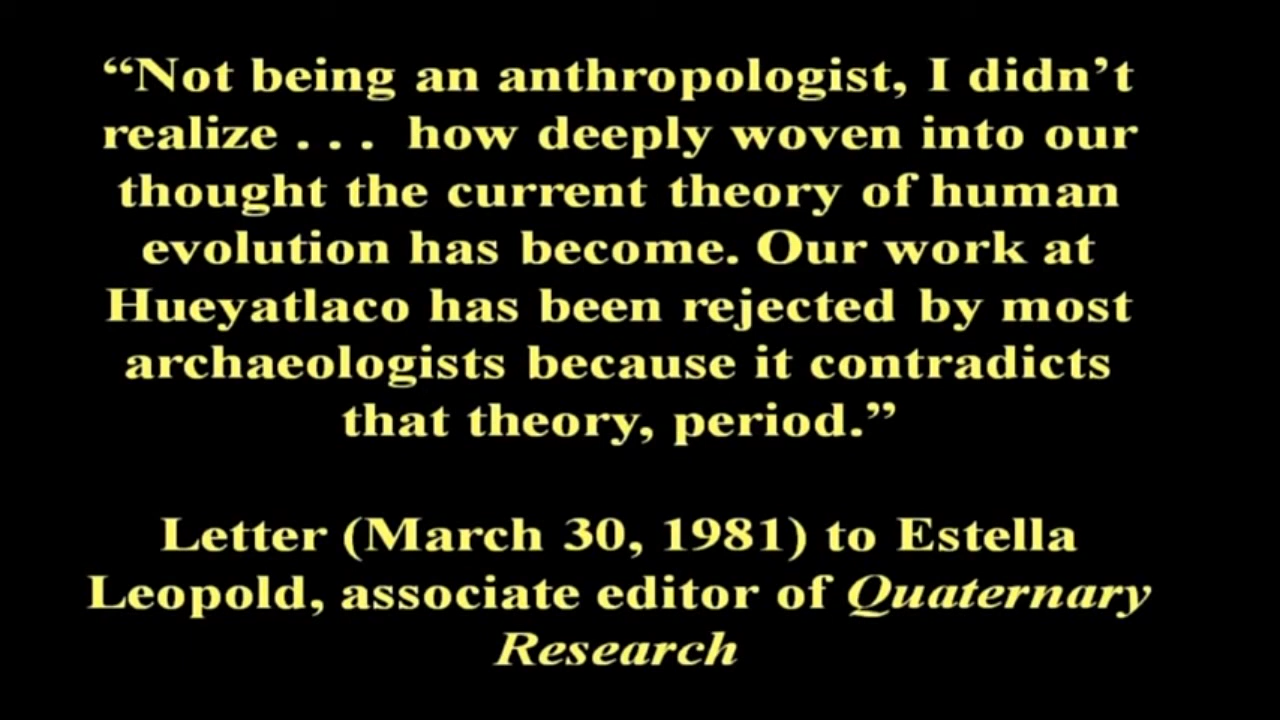 “Not being an anthropologist, I didn’t
realize . . .  how deeply woven into our
thought the current theory of human
evolution has become. Our work at
Hueyatlaco has been rejected by most
archaeologists because it contradicts
that theory, period.”
Letter (March 30, 1981) to Estella
Leopold, associate editor of Quaternary
Research